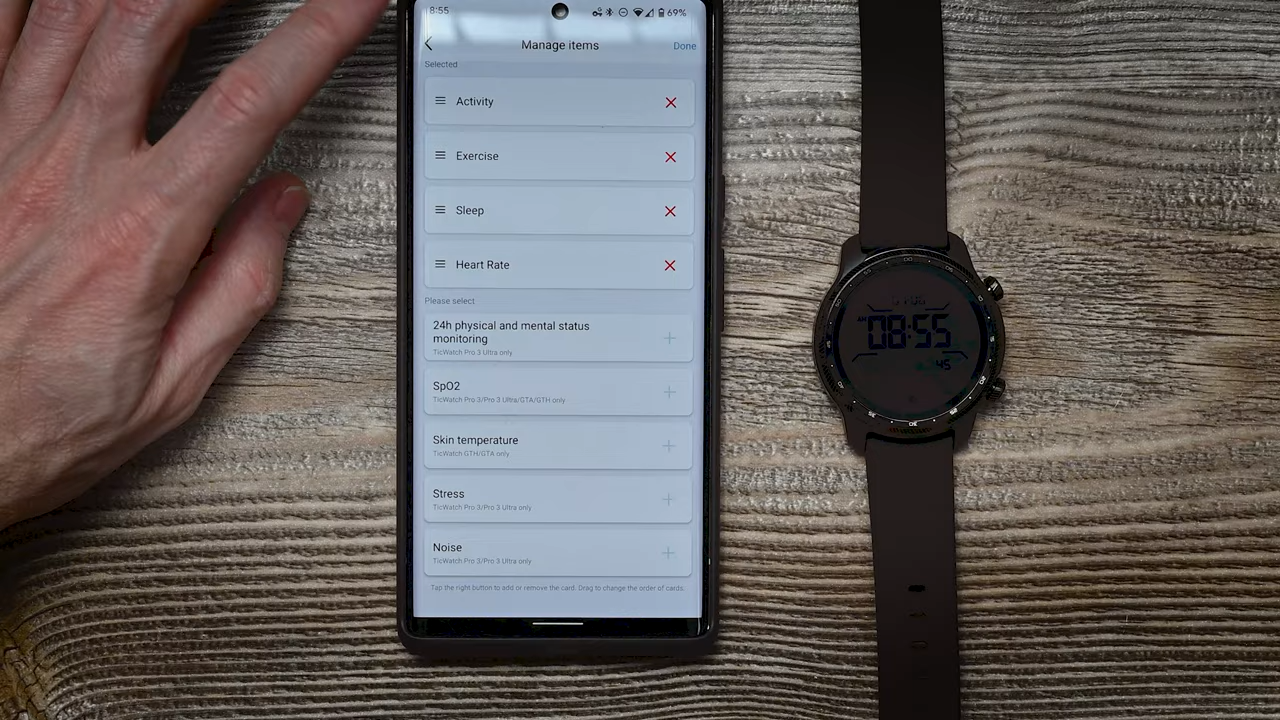 8:55
69%
Manage items
Done
Selected
Activity
Exercise
Sleep
Heart Rate
Please select
24h physical and mental status
monitoring
TicWatch Pro 3 Ultra only
SpO2
TicWatch Pro 3/Pro 3 Ultra/GTA/GTH only
Skin temperature
TicWatch GTH/GTA only
Stress
TicWatch Pro 3/Pro 3 Ultra only
Noise
TicWatch Pro 3/Pro 3 Ultra only
Tap the right button to add or remove the card. Drag to change the order of cards.
AM 08:55
45